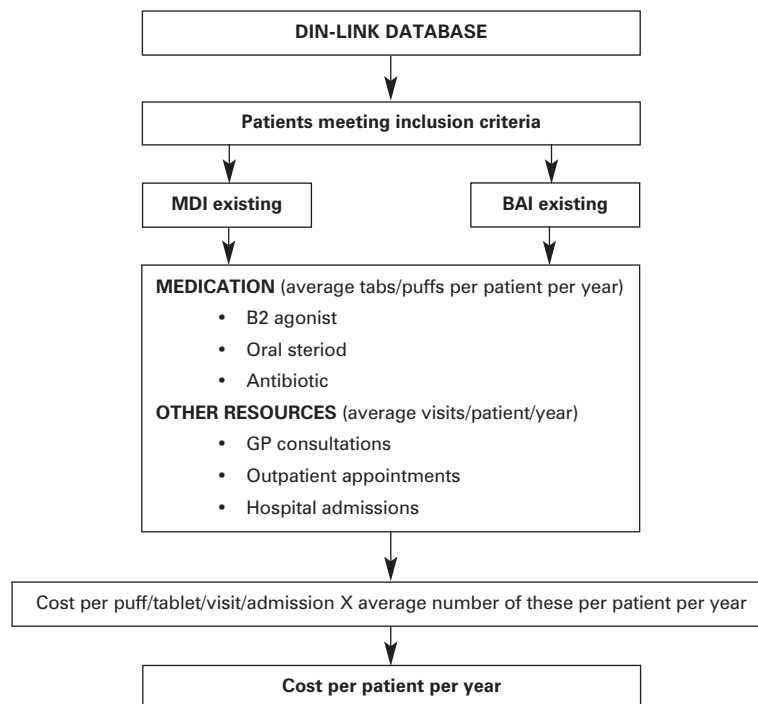 DIN-LINK DATABASE
Patients meeting inclusion criteria
MDI existing
BAI existing
MEDICATION (average tabs/puffs per patient per year)
• B2 agonist
• Oral steriod
• Antibiotic
OTHER RESOURCES (average visits/patient/year)
• GP consultations
• Outpatient appointments
• Hospital admissions
Cost per puff/tablet/visit/admission X average number of these per patient per year
Cost per patient per year